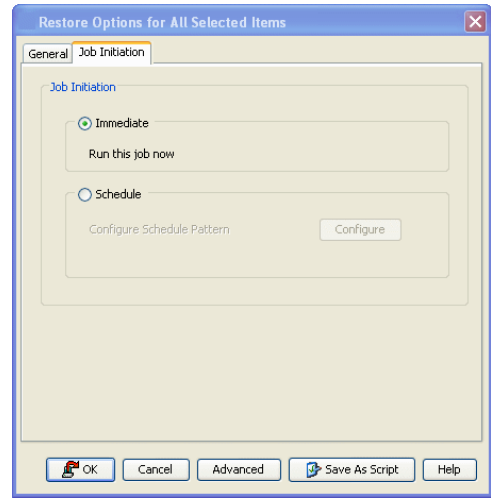 Restore Options for All Selected Items
General Job Initiation
Job Initiation
Immediate
Run this job now
Schedule
Configure Schedule Pattern Configure
OK Cancel Advanced Save As Script Help